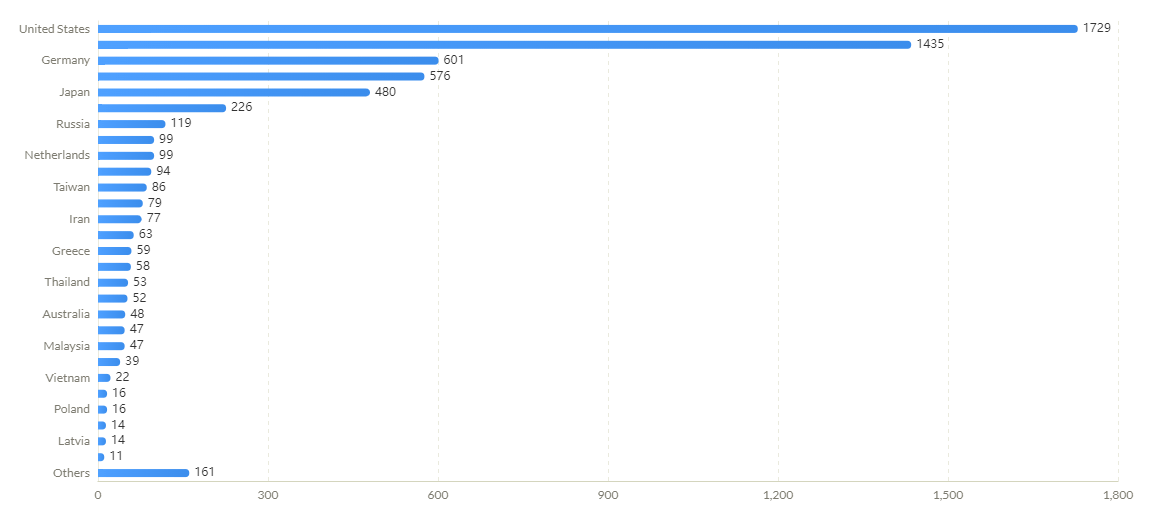 United States 1729
1435
Germany 601
576
Japan 480
226
Russia 119
99
Netherlands 99
94
Taiwan 86
79
Iran 77
63
Greece 59
58
Thailand 53
52
Australia 48
47
Malaysia 47
39
Vietnam 22
16
Poland 16
14
Latvia 14
11
Others 161
0 300 600 900 1,200 1,500 1,800